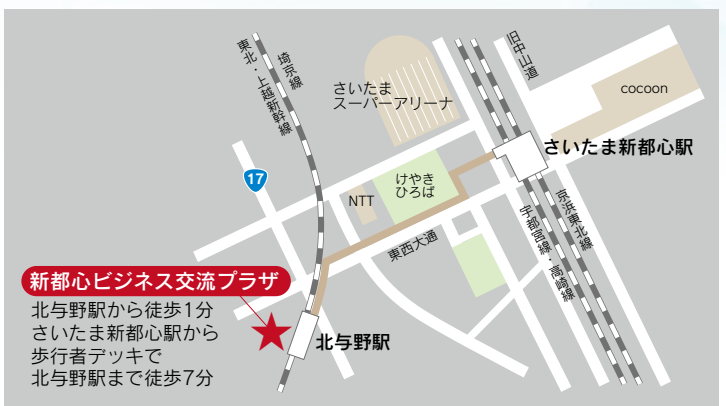 東北・上越新幹線
埼京線
旧中山道
さいたま
スーパーアリーナ
cocoon
さいたま新都心駅
17
けやき
ひろば
NTT
東西大通
宇都宮線・高崎線
京浜東北線
新都心ビジネス交流プラザ
北与野駅から徒歩1分
さいたま新都心駅から
歩行者デッキで
北与野駅まで徒歩7分
北与野駅